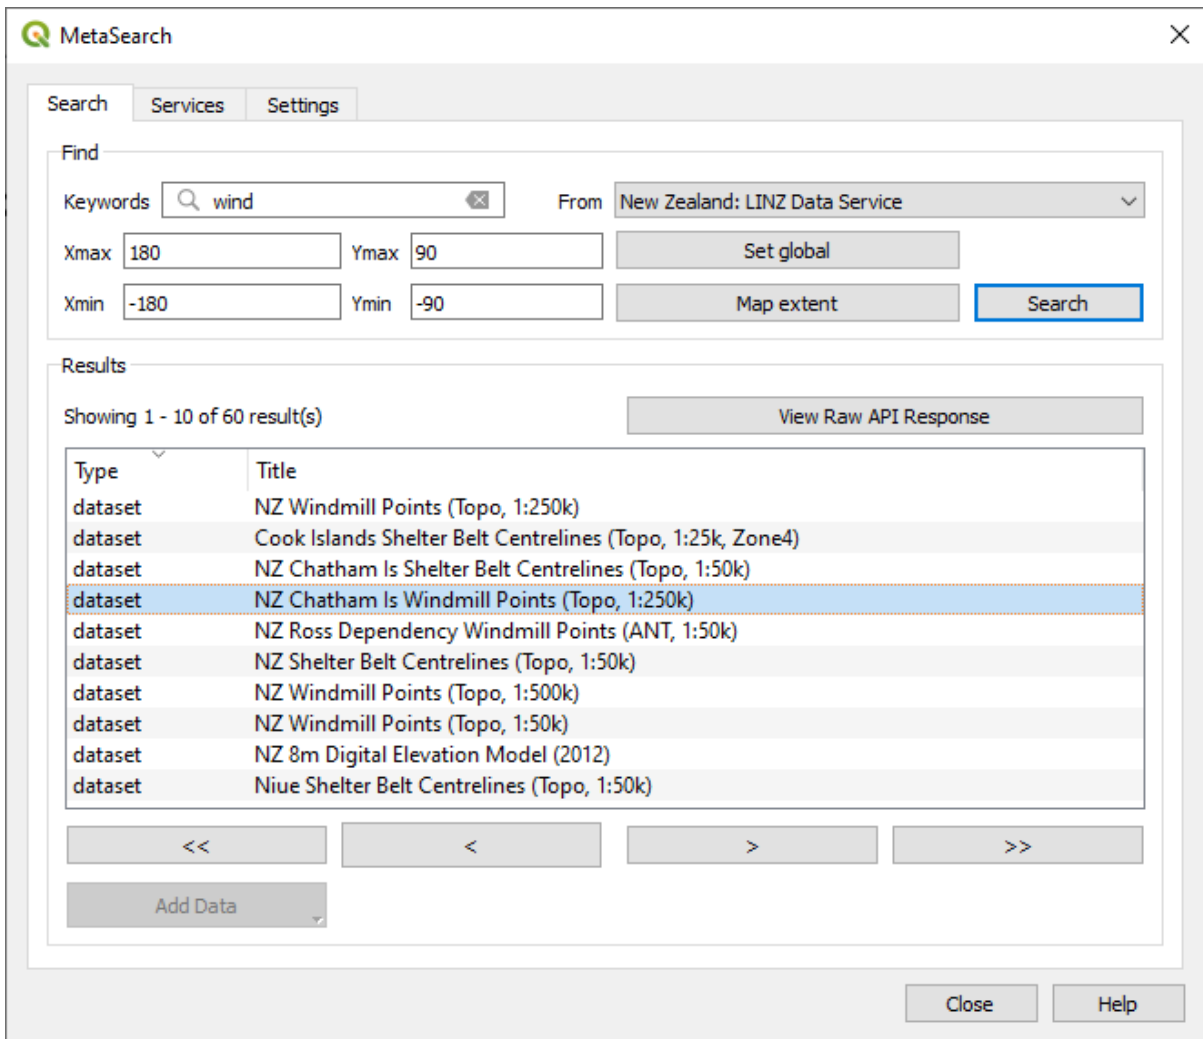 MetaSearch
Search Services Settings
Find
Keywords wind From New Zealand: LINZ Data Service
Xmax 180 Ymax 90 Set global
Xmin -180 Ymin -90 Map extent Search
Results
Showing 1 - 10 of 60 result(s) View Raw API Response
Type Title
dataset NZ Windmill Points (Topo, 1:250k)
dataset Cook Islands Shelter Belt Centrelines (Topo, 1:25k, Zone4)
dataset NZ Chatham Is Shelter Belt Centrelines (Topo, 1:50k)
dataset NZ Chatham Is Windmill Points (Topo, 1:250k)
dataset NZ Ross Dependency Windmill Points (ANT, 1:50k)
dataset NZ Shelter Belt Centrelines (Topo, 1:50k)
dataset NZ Windmill Points (Topo, 1:500k)
dataset NZ Windmill Points (Topo, 1:50k)
dataset NZ 8m Digital Elevation Model (2012)
dataset Niue Shelter Belt Centrelines (Topo, 1:50k)
<< < > >>
Add Data
Close Help